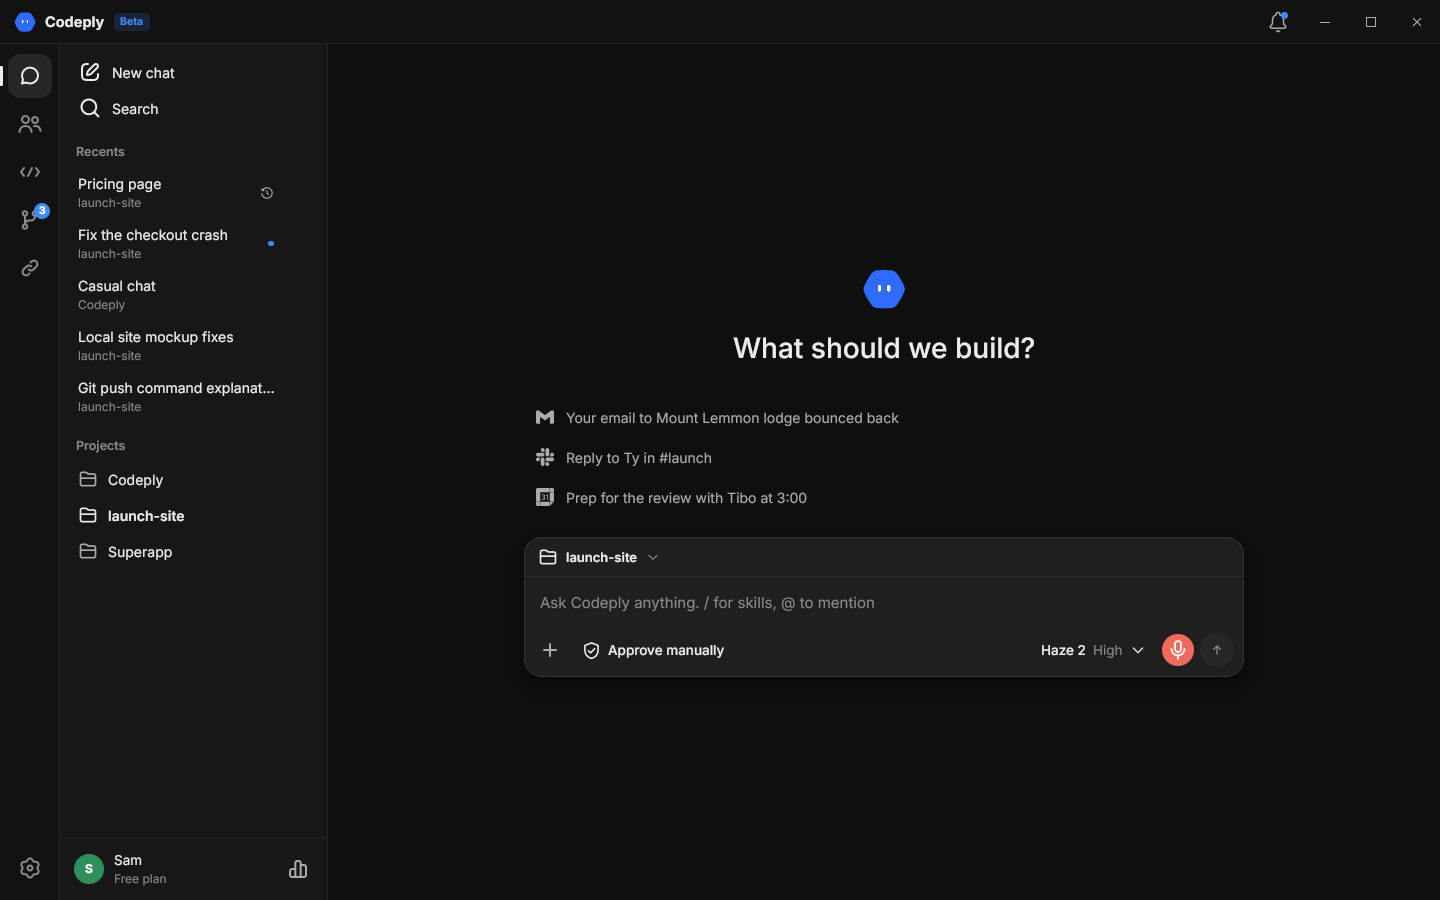 Codeply Beta
New chat
Search
Recents
Pricing page
launch-site
Fix the checkout crash
launch-site
Casual chat
Codeply
Local site mockup fixes
launch-site
Git push command explanat...
launch-site
Projects
Codeply
launch-site
Superapp
3
S
Sam
Free plan
What should we build?
Your email to Mount Lemmon lodge bounced back
Reply to Ty in #launch
31
Prep for the review with Tibo at 3:00
launch-site
Ask Codeply anything. / for skills, @ to mention
Approve manually
Haze 2 High